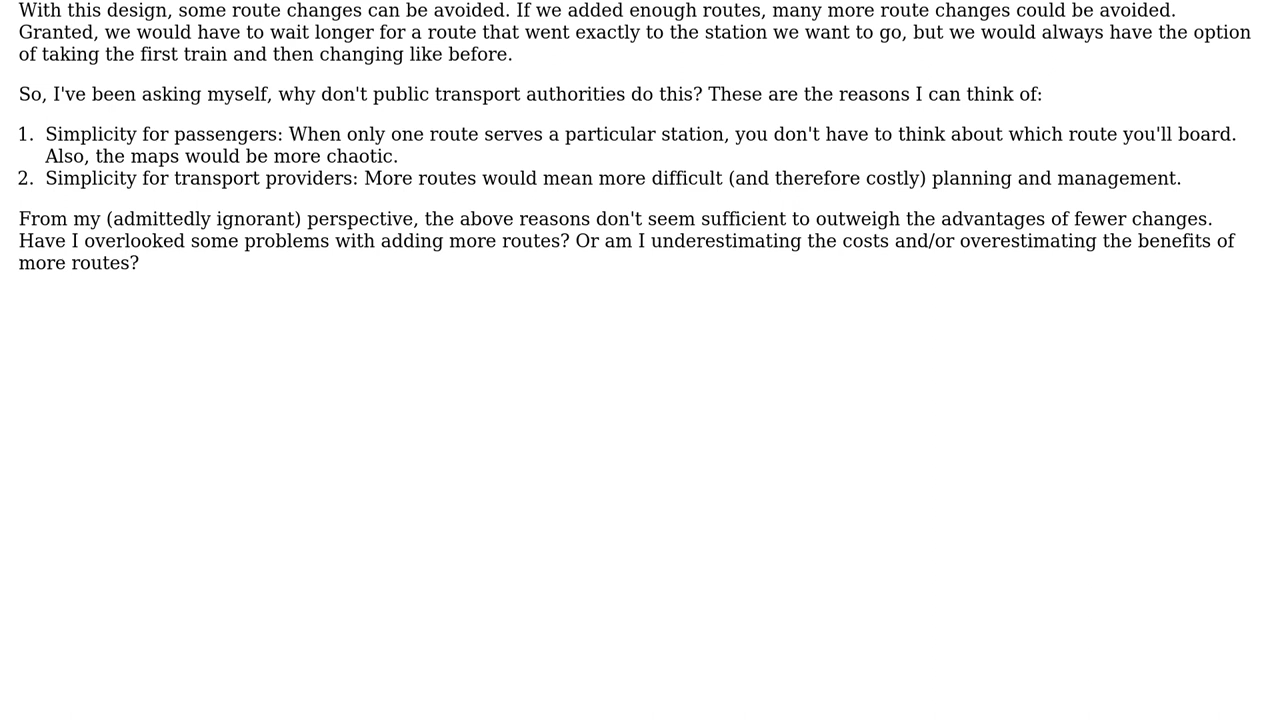 With this design, some route changes can be avoided. If we added enough routes, many more route changes could be avoided.
Granted, we would have to wait longer for a route that went exactly to the station we want to go, but we would always have the option
of taking the first train and then changing like before.
So, I've been asking myself, why don't public transport authorities do this? These are the reasons I can think of:
1. Simplicity for passengers: When only one route serves a particular station, you don't have to think about which route you'll board.
Also, the maps would be more chaotic.
2. Simplicity for transport providers: More routes would mean more difficult (and therefore costly) planning and management.
From my (admittedly ignorant) perspective, the above reasons don't seem sufficient to outweigh the advantages of fewer changes.
Have I overlooked some problems with adding more routes? Or am I underestimating the costs and/or overestimating the benefits of
more routes?